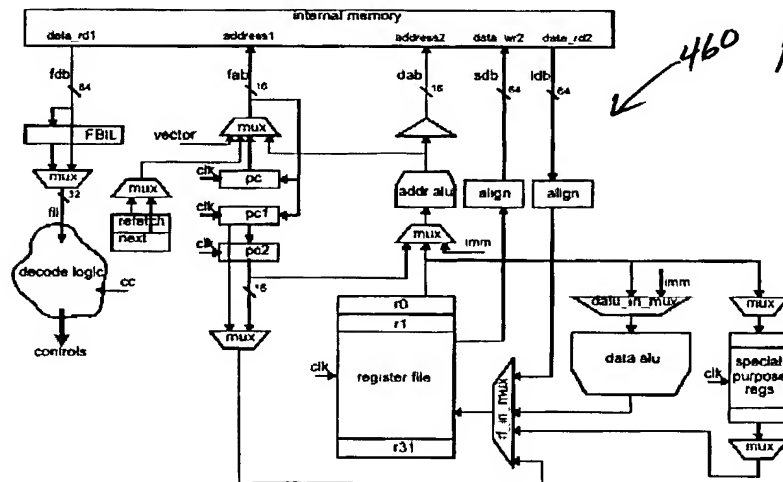 internal memory
data_rd1 address1 address2 data_wr2 data_rd2
fdb fab dab sdb ldb
64 16 16 64 64
460
FBIL
vector
mux
mux
mux
clk
pc
addr alu
align
align
32
fil
refetch
next
clk
pc1
clk
pc2
mux
imm
decode logic
cc
16
controls
mux
r0
r1
register file
clk
r31
rf_in_mux
imm
datu_in_mux
data alu
mux
clk
special
purpose
regs
mux